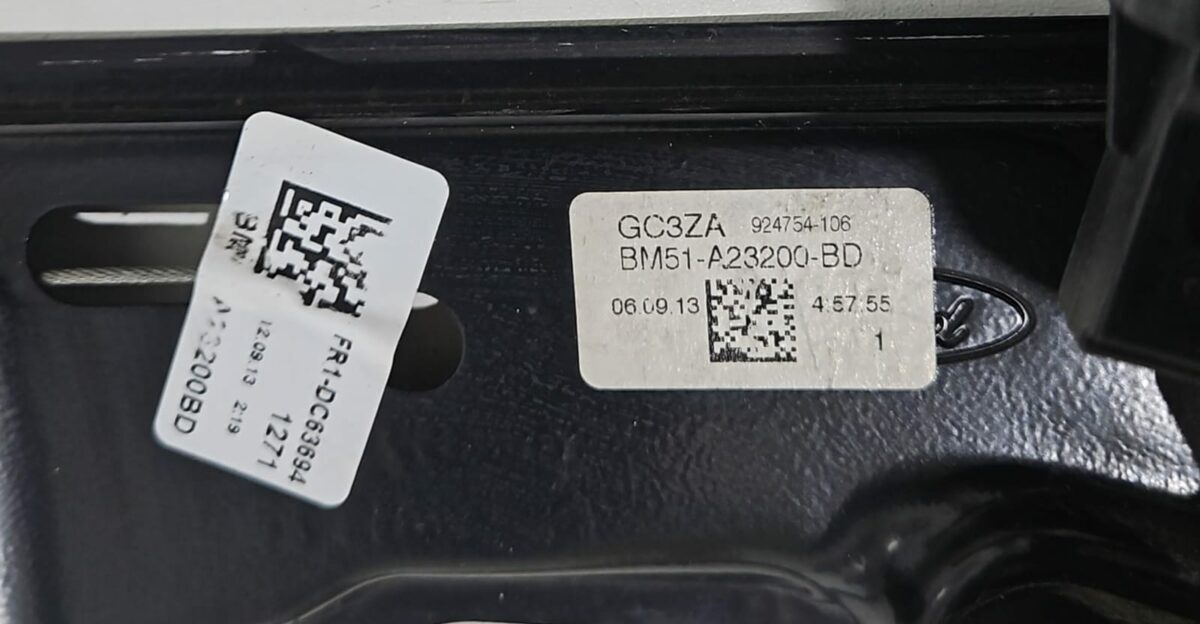 FR1-DC63694
1271
12.09.13 2:19
A23200BD
GC3ZA 924754-106
BM51-A23200-BD
06.09.13 4:57:55
1